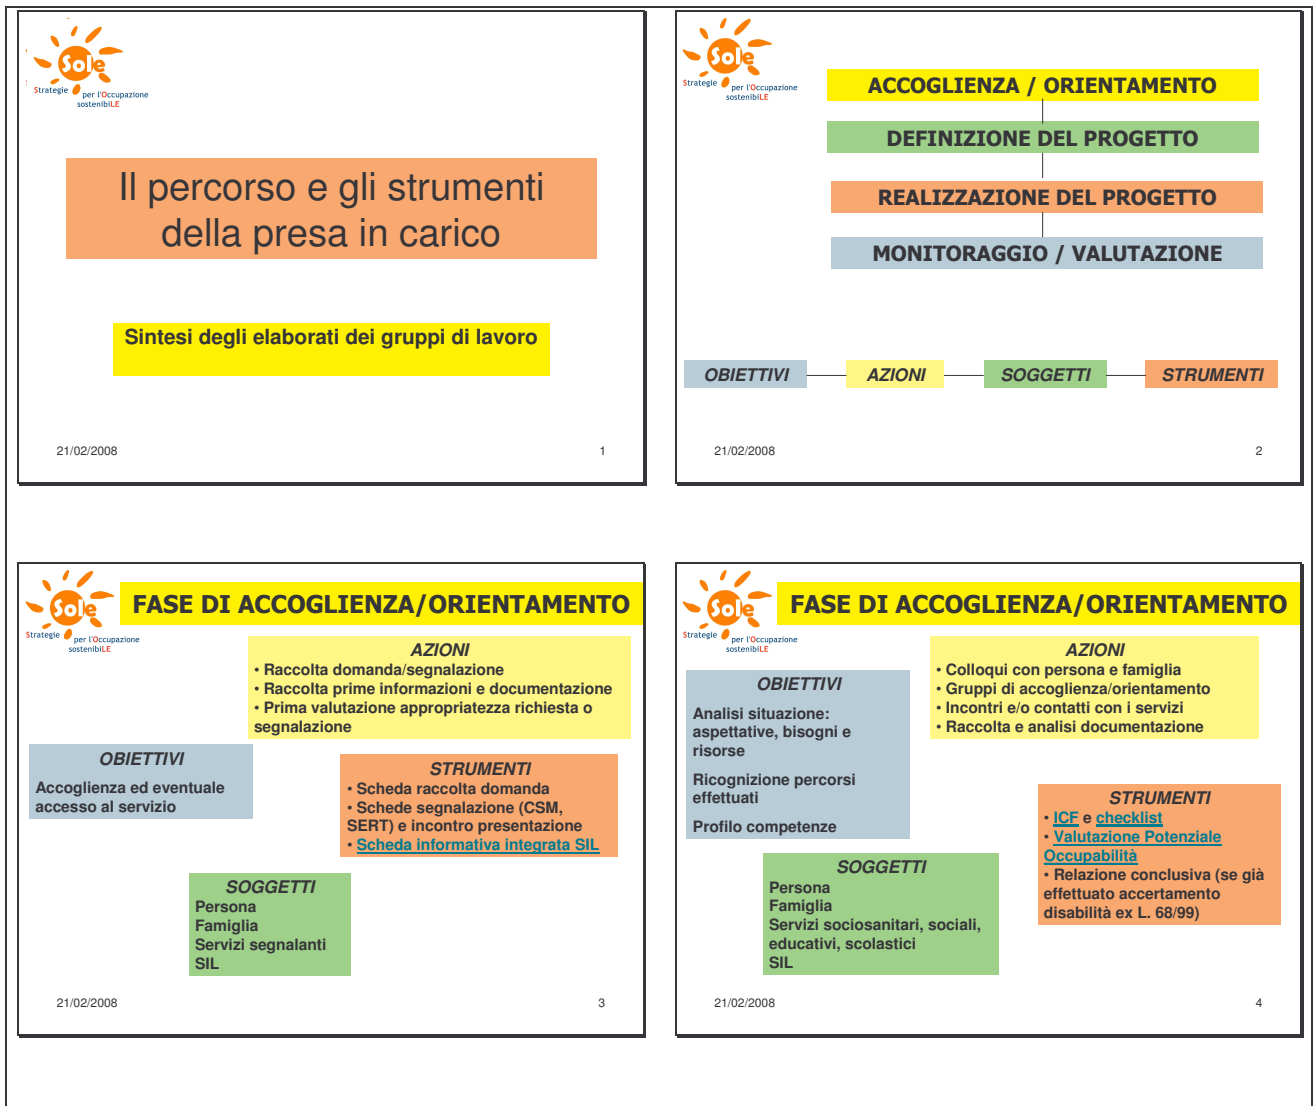 Sole
Strategie per l'Occupazione
sostenibiLE
Il percorso e gli strumenti
della presa in carico
Sintesi degli elaborati dei gruppi di lavoro
21/02/2008
1
Sole
Strategie per l'Occupazione
sostenibiLE
ACCOGLIENZA / ORIENTAMENTO
DEFINIZIONE DEL PROGETTO
REALIZZAZIONE DEL PROGETTO
MONITORAGGIO / VALUTAZIONE
OBIETTIVI
AZIONI
SOGGETTI
STRUMENTI
21/02/2008
2
Sole
Strategie per l'Occupazione
sostenibiLE
FASE DI ACCOGLIENZA/ORIENTAMENTO
AZIONI
• Raccolta domanda/segnalazione
• Raccolta prime informazioni e documentazione
• Prima valutazione appropriatezza richiesta o
segnalazione
OBIETTIVI
Accoglienza ed eventuale
accesso al servizio
STRUMENTI
• Scheda raccolta domanda
• Schede segnalazione (CSM,
SERT) e incontro presentazione
• Scheda informativa integrata SIL
SOGGETTI
Persona
Famiglia
Servizi segnalanti
SIL
21/02/2008
3
Sole
Strategie per l'Occupazione
sostenibiLE
FASE DI ACCOGLIENZA/ORIENTAMENTO
AZIONI
• Colloqui con persona e famiglia
• Gruppi di accoglienza/orientamento
• Incontri e/o contatti con i servizi
• Raccolta e analisi documentazione
OBIETTIVI
Analisi situazione:
aspettative, bisogni e
risorse
Ricognizione percorsi
effettuati
Profilo competenze
STRUMENTI
• ICF e checklist
• Valutazione Potenziale
Occupabilità
• Relazione conclusiva (se già
effettuato accertamento
disabilità ex L. 68/99)
SOGGETTI
Persona
Famiglia
Servizi sociosanitari, sociali,
educativi, scolastici
SIL
21/02/2008
4